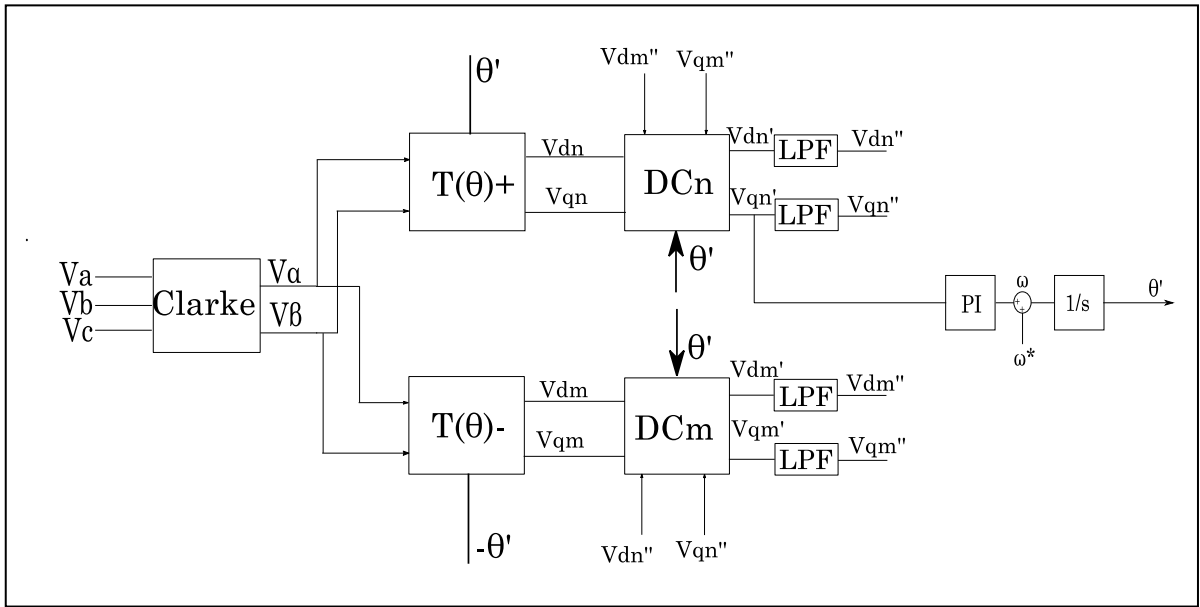 θ'
Vdm" Vqm"
T(θ)+
Vdn
Vqn
DCn
Vdn' LPF Vdn"
Vqn' LPF Vqn"
θ'
Va
Vb
Vc
Clarke
Vα
Vβ
PI
ω
+
+
ω*
1/s
θ'
θ'
T(θ)-
Vdm
Vqm
DCm
Vdm' LPF Vdm"
Vqm' LPF Vqm"
-θ'
Vdn" Vqn"